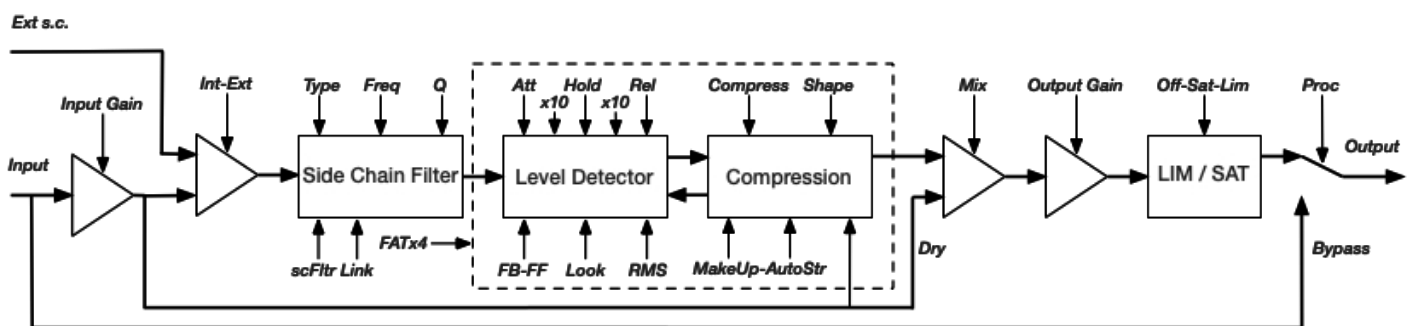 Ext s.c.
Int-Ext
Type Freq Q
Att Hold Rel
x10 x10
Compress Shape
Mix
Output Gain
Off-Sat-Lim
Proc
Input Gain
Input
Side Chain Filter
Level Detector
Compression
LIM / SAT
Output
FATx4
Dry
Bypass
scFltr Link
FB-FF Look RMS
MakeUp-AutoStr